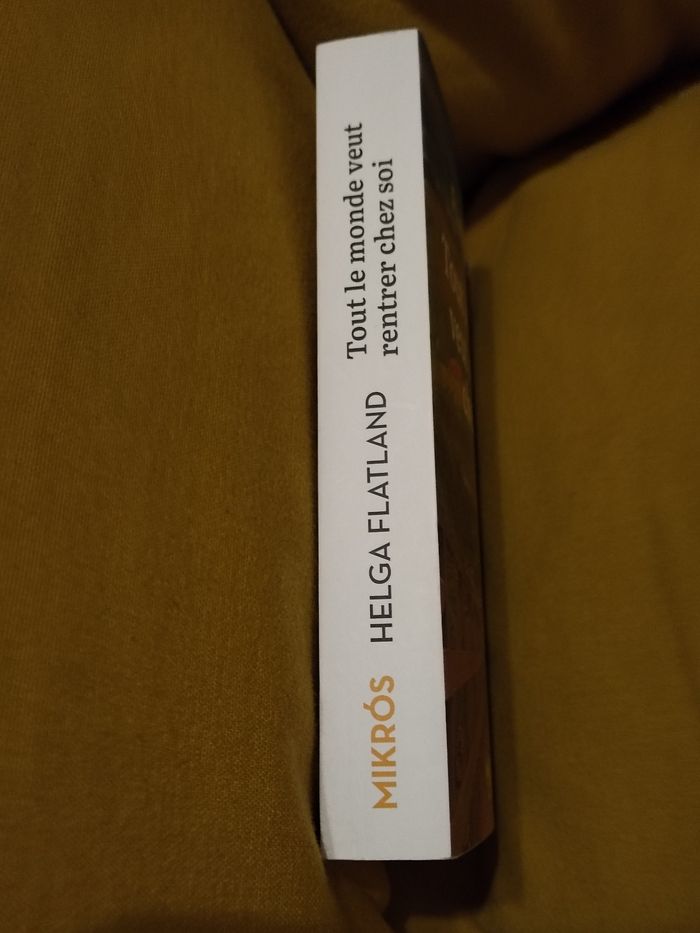 MIKRÓS
HELGA FLATLAND
Tout le monde veut
rentrer chez soi